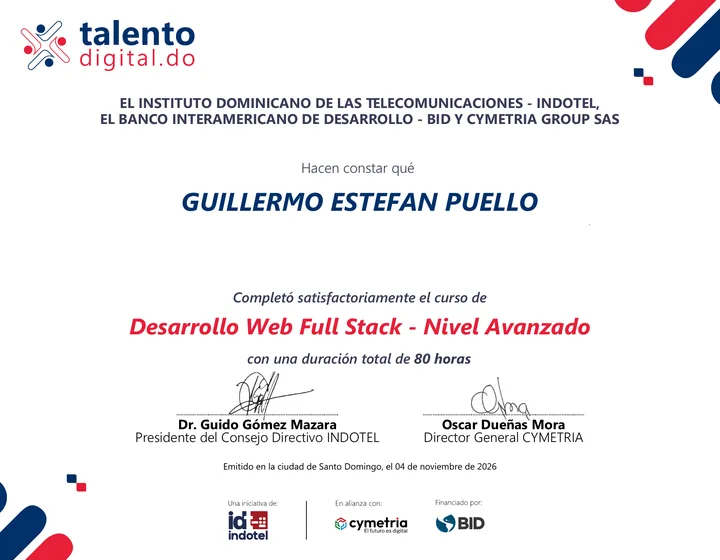 talento
digital.do
EL INSTITUTO DOMINICANO DE LAS TELECOMUNICACIONES - INDOTEL,
EL BANCO INTERAMERICANO DE DESARROLLO - BID Y CYMETRIA GROUP SAS
Hacen constar qué
GUILLERMO ESTEFAN PUELLO
Completó satisfactoriamente el curso de
Desarrollo Web Full Stack - Nivel Avanzado
con una duración total de 80 horas
Dr. Guido Gómez Mazara
Presidente del Consejo Directivo INDOTEL
Oscar Dueñas Mora
Director General CYMETRIA
Emitido en la ciudad de Santo Domingo, el 04 de noviembre de 2026
Una iniciativa de:
id
indotel
En alianza con:
cymetria
El futuro es digital
Financiado por:
BID